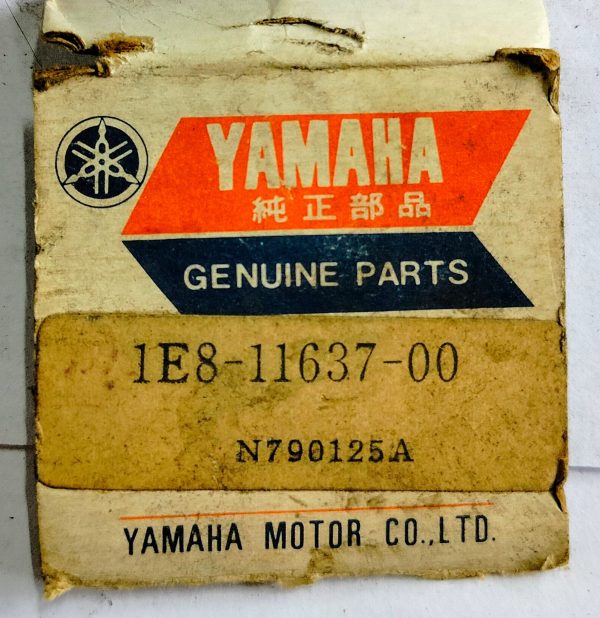 YAMAHA
純正部品
GENUINE PARTS
1E8-11637-00
N790125A
YAMAHA MOTOR CO.,LTD.